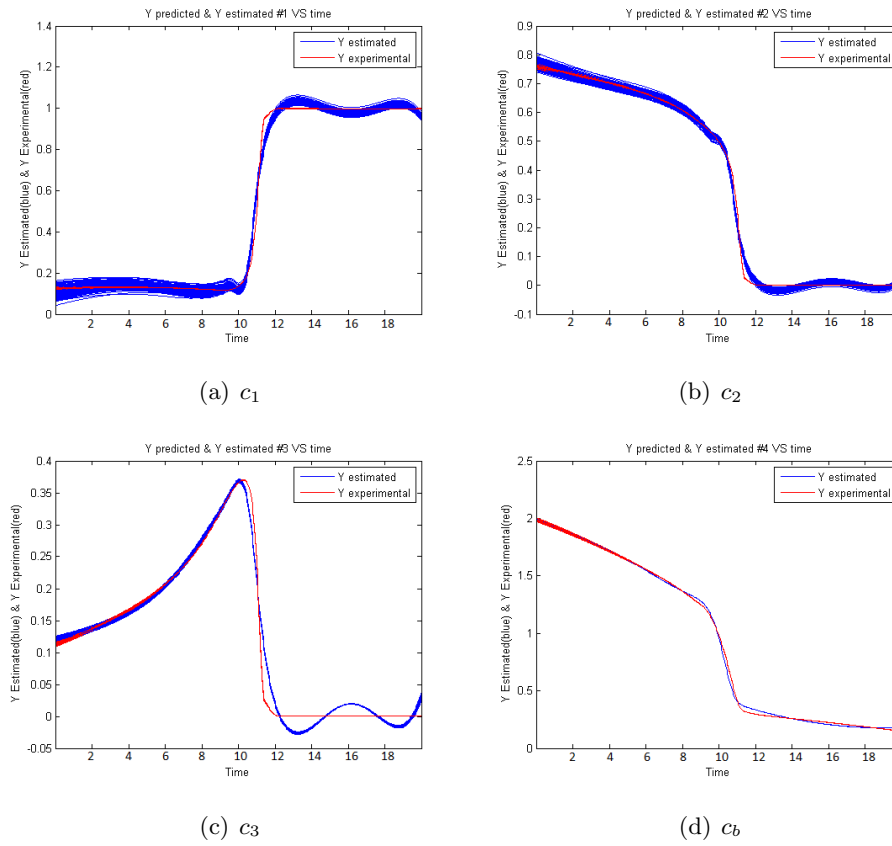 Y predicted & Y estimated #1 VS time
1.4
1.2
1
0.8
0.6
0.4
0.2
0
Y Estimated(blue) & Y Experimental(red)
Y estimated
Y experimental
2 4 6 8 10 12 14 16 18
Time
(a) c1
Y predicted & Y estimated #2 VS time
0.9
0.8
0.7
0.6
0.5
0.4
0.3
0.2
0.1
0
-0.1
Y Estimated(blue) & Y Experimental(red)
Y estimated
Y experimental
2 4 6 8 10 12 14 16 18
Time
(b) c2
Y predicted & Y estimated #3 VS time
0.4
0.35
0.3
0.25
0.2
0.15
0.1
0.05
0
-0.05
Y Estimated(blue) & Y Experimental(red)
Y estimated
Y experimental
2 4 6 8 10 12 14 16 18
Time
(c) c3
Y predicted & Y estimated #4 VS time
2.5
2
1.5
1
0.5
0
Y Estimated(blue) & Y Experimental(red)
Y estimated
Y experimental
2 4 6 8 10 12 14 16 18
Time
(d) cb